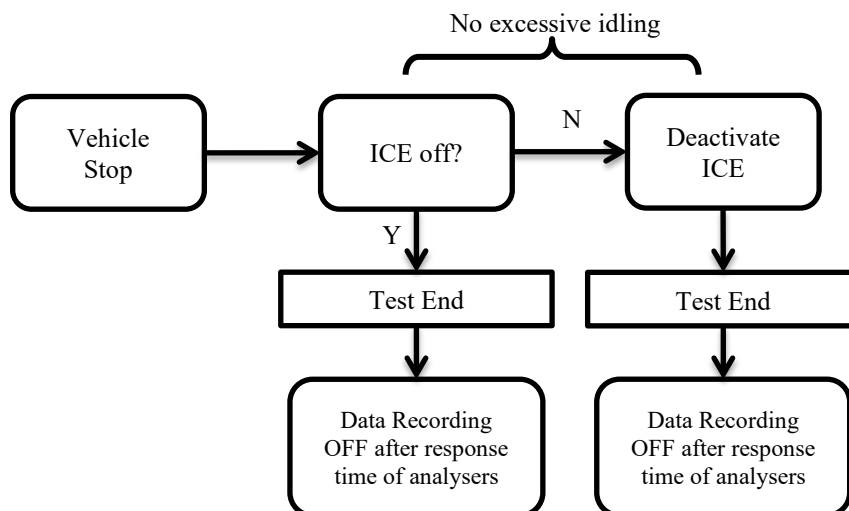 No excessive idling
Vehicle
Stop
ICE off?
N
Deactivate
ICE
Y
Test End
Test End
Data Recording
OFF after response
time of analysers
Data Recording
OFF after response
time of analysers